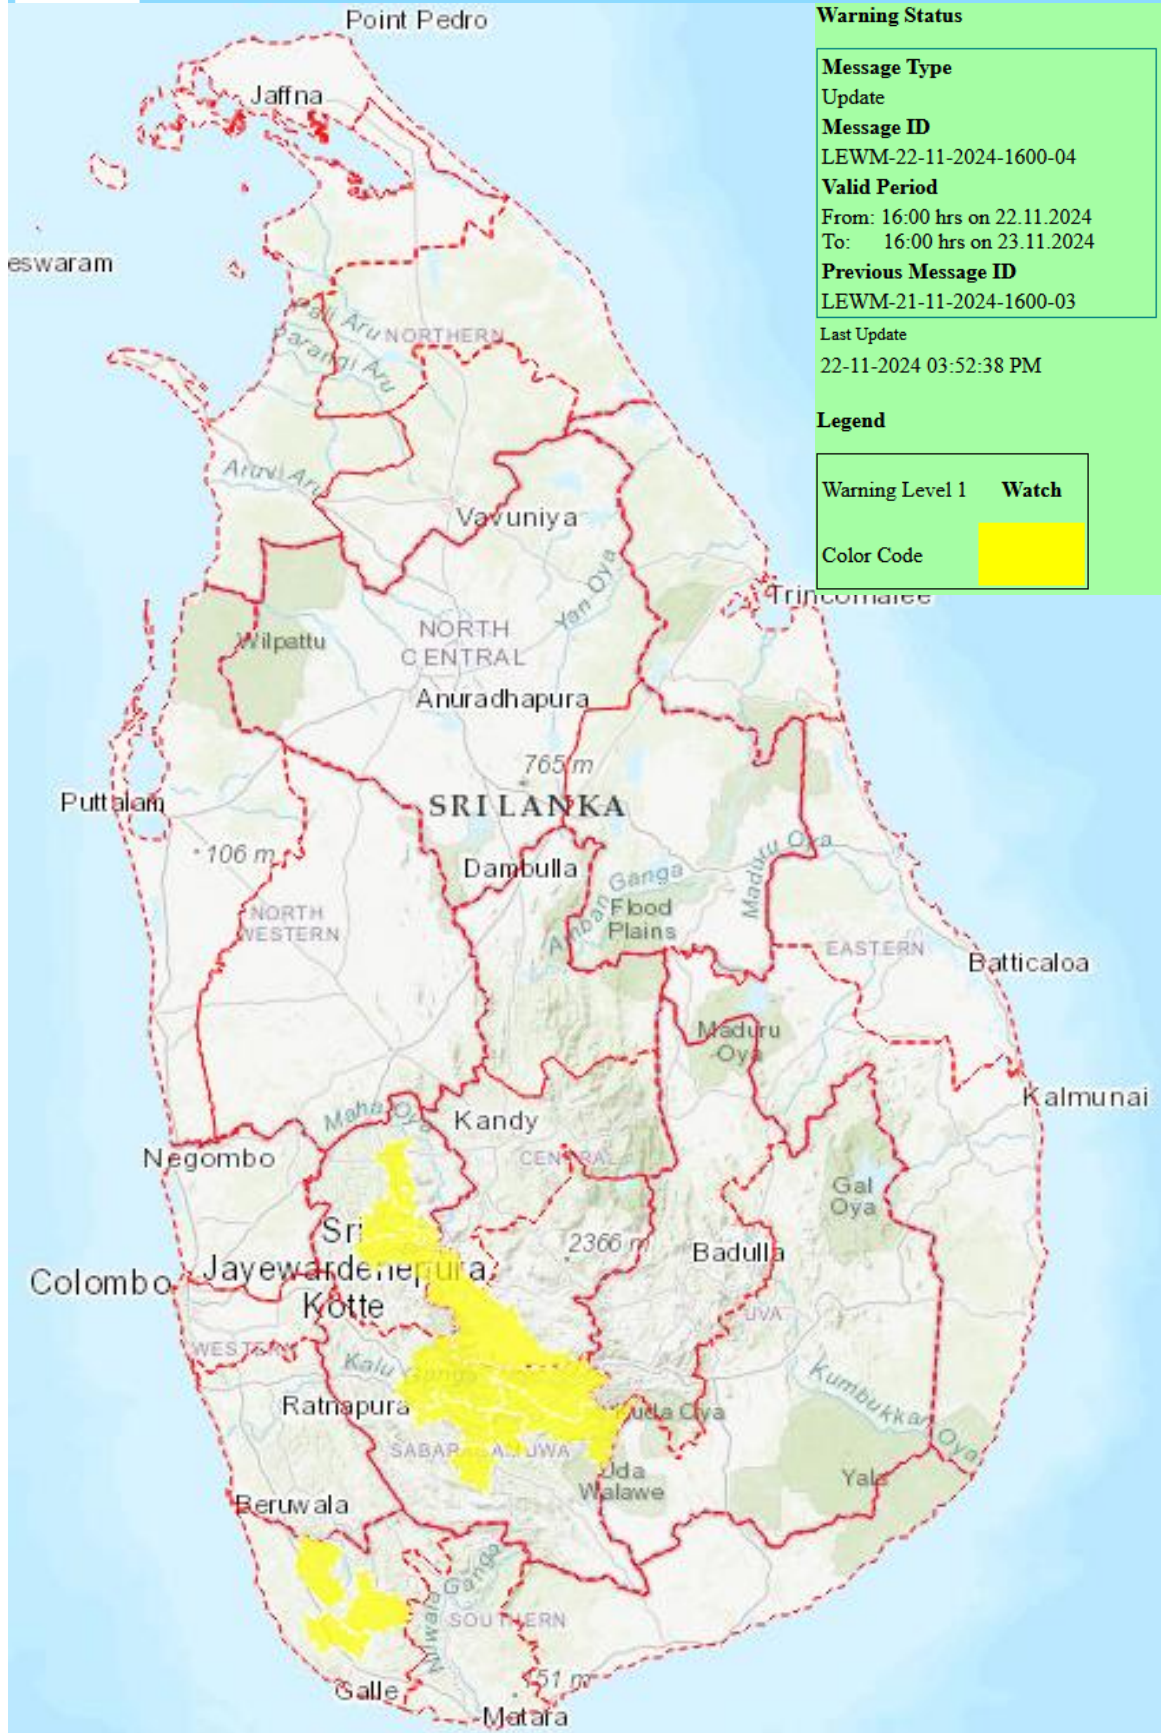 Point Pedro
Jaffna
eswaram
Pali Aru
NORTHERN
Parangi Aru
Aruvi Aru
Vavuniya
Yan Oya
Trincomalee
Wilpattu
NORTH
CENTRAL
Anuradhapura
765 m
Puttalam
SRI LANKA
106 m
Dambulla
Amban Ganga
Maduru Oya
Flood
Plains
NORTH
WESTERN
EASTERN
Batticaloa
Maduru
Oya
Kalmunai
Maha Oya
Kandy
Negombo
CENTRAL
Gal
Oya
Sri
Jayewardenepura
Kotte
2366 m
Badulla
Colombo
UVA
WESTERN
Kalu Ganga
Kumbukkan Oya
Ratnapura
SABARAGAMUWA
Uda
Walawe
Yala
Beruwala
Nilwala Ganga
SOUTHERN
151 m
Galle
Matara
Warning Status
Message Type
Update
Message ID
LEWM-22-11-2024-1600-04
Valid Period
From: 16:00 hrs on 22.11.2024
To: 16:00 hrs on 23.11.2024
Previous Message ID
LEWM-21-11-2024-1600-03
Last Update
22-11-2024 03:52:38 PM
Legend
Warning Level 1 Watch
Color Code